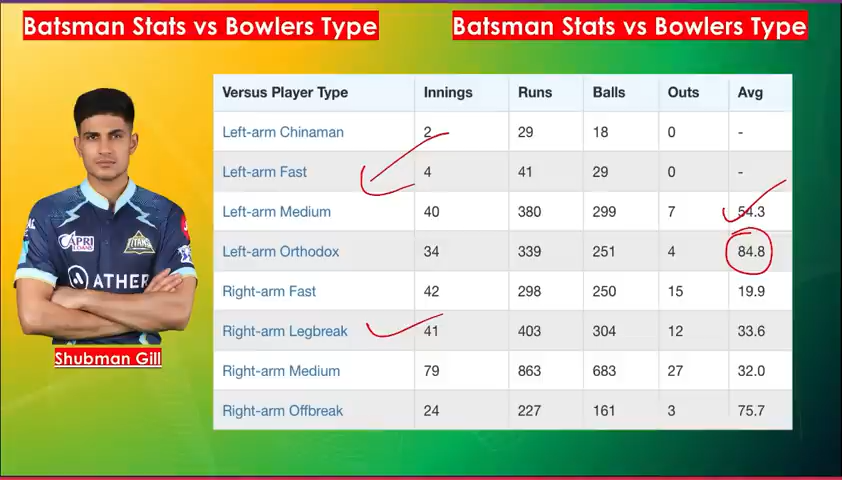 Batsman Stats vs Bowlers Type
Batsman Stats vs Bowlers Type
Versus Player Type Innings Runs Balls Outs Avg
Left-arm Chinaman 2 29 18 0 -
Left-arm Fast 4 41 29 0 -
Left-arm Medium 40 380 299 7 54.3
Left-arm Orthodox 34 339 251 4 84.8
Right-arm Fast 42 298 250 15 19.9
Right-arm Legbreak 41 403 304 12 33.6
Right-arm Medium 79 863 683 27 32.0
Right-arm Offbreak 24 227 161 3 75.7
CAPRI
LOANS
TITANS
ATHER
Shubman Gill